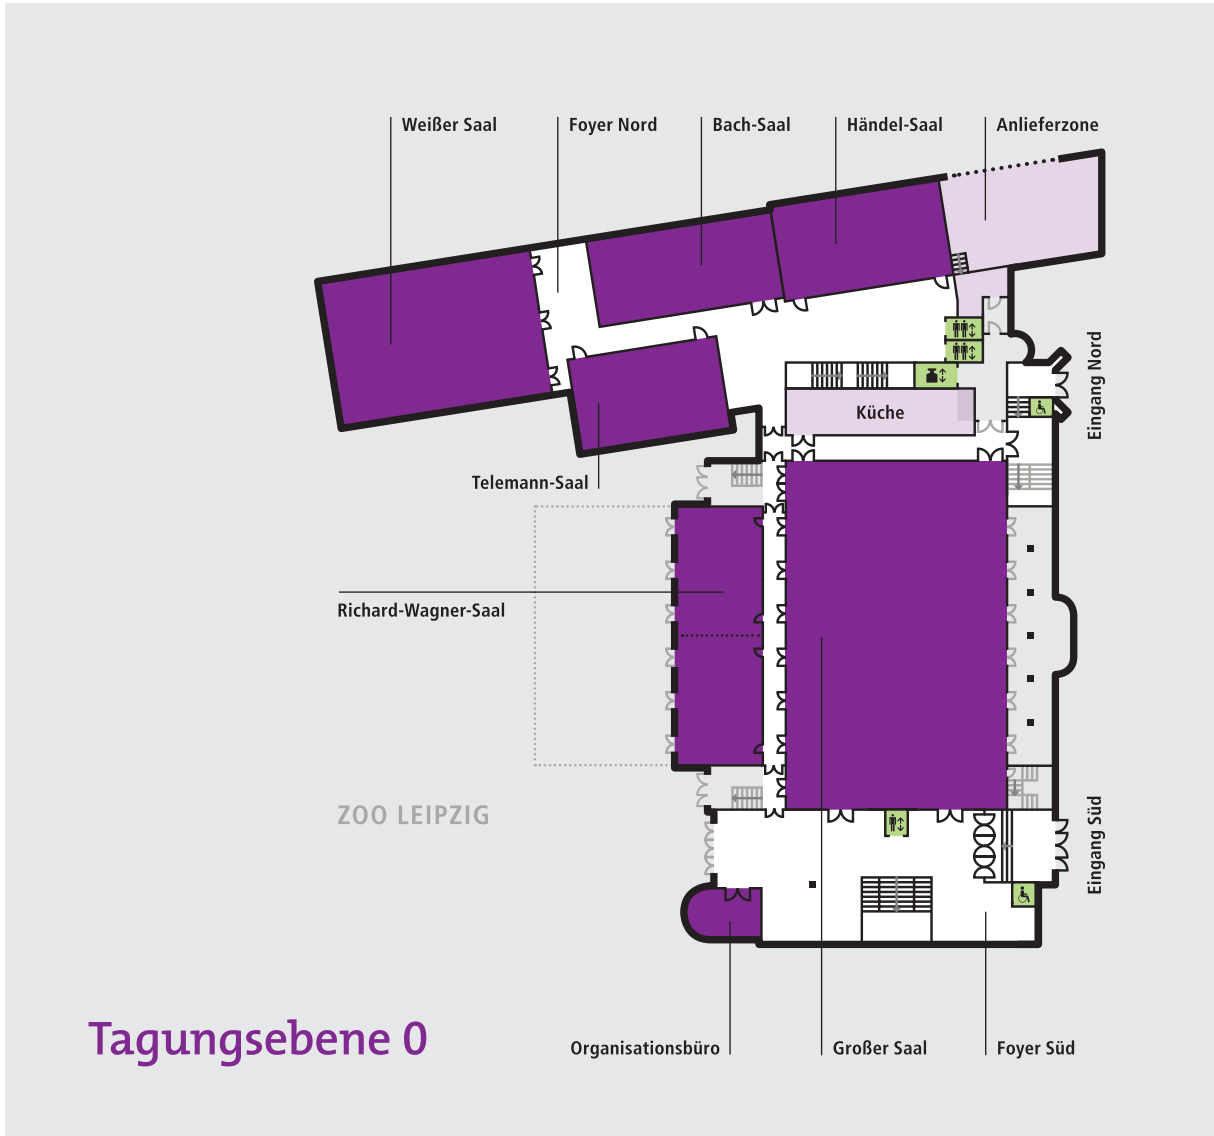 Weißer Saal
Foyer Nord
Bach-Saal
Händel-Saal
Anlieferzone
Eingang Nord
Küche
Telemann-Saal
Richard-Wagner-Saal
ZOO LEIPZIG
Eingang Süd
Tagungsebene 0
Organisationsbüro
Großer Saal
Foyer Süd